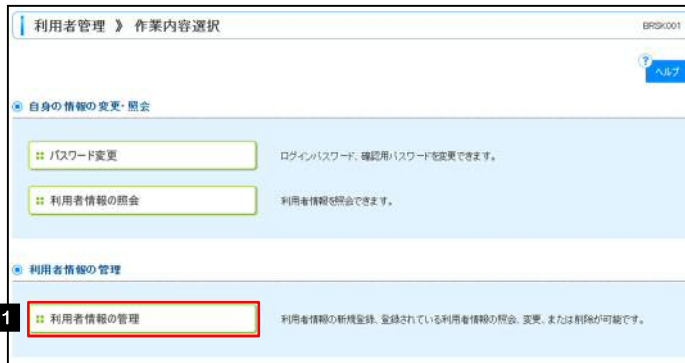 利用者管理 》 作業内容選択
BRSK001
?
ヘルプ
自身の情報の変更・照会
パスワード変更
ログインパスワード、確認用パスワードを変更できます。
利用者情報の照会
利用者情報を照会できます。
利用者情報の管理
1
利用者情報の管理
利用者情報の新規登録、登録されている利用者情報の照会、変更、または削除が可能です。